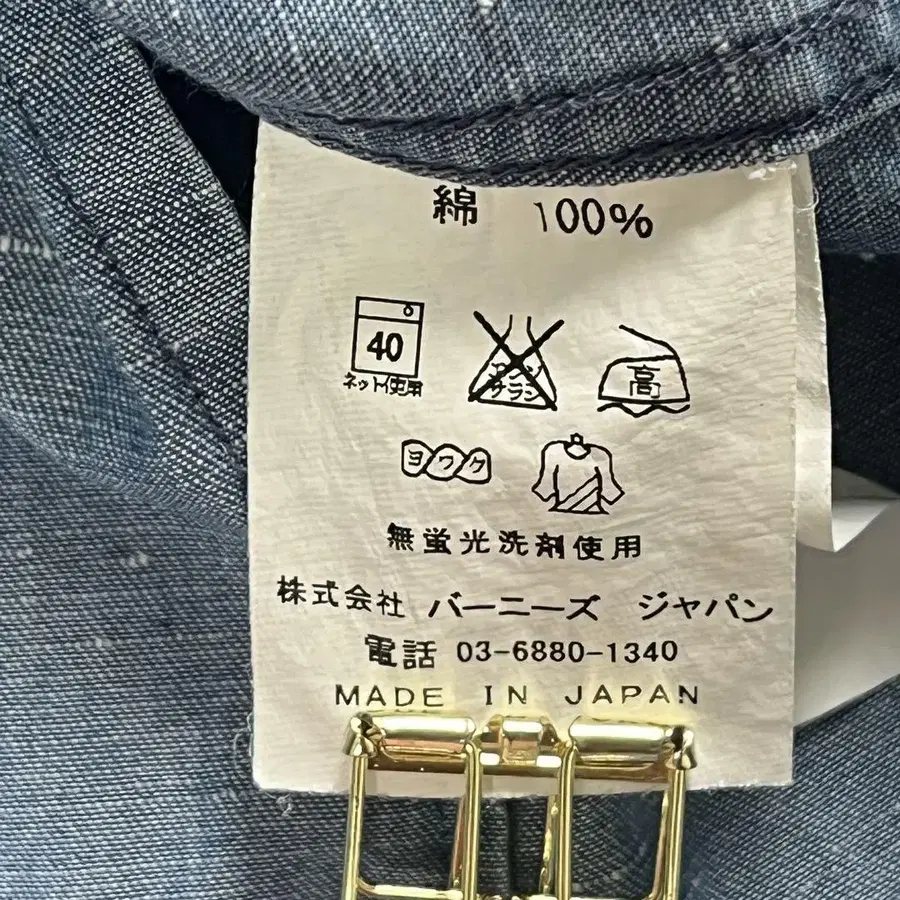 綿 100%
40
ネット使用
エンソ
サラシ
高
ヨワク
無蛍光洗剤使用
株式会社 バーニーズ ジャパン
電話 03-6880-1340
MADE IN JAPAN